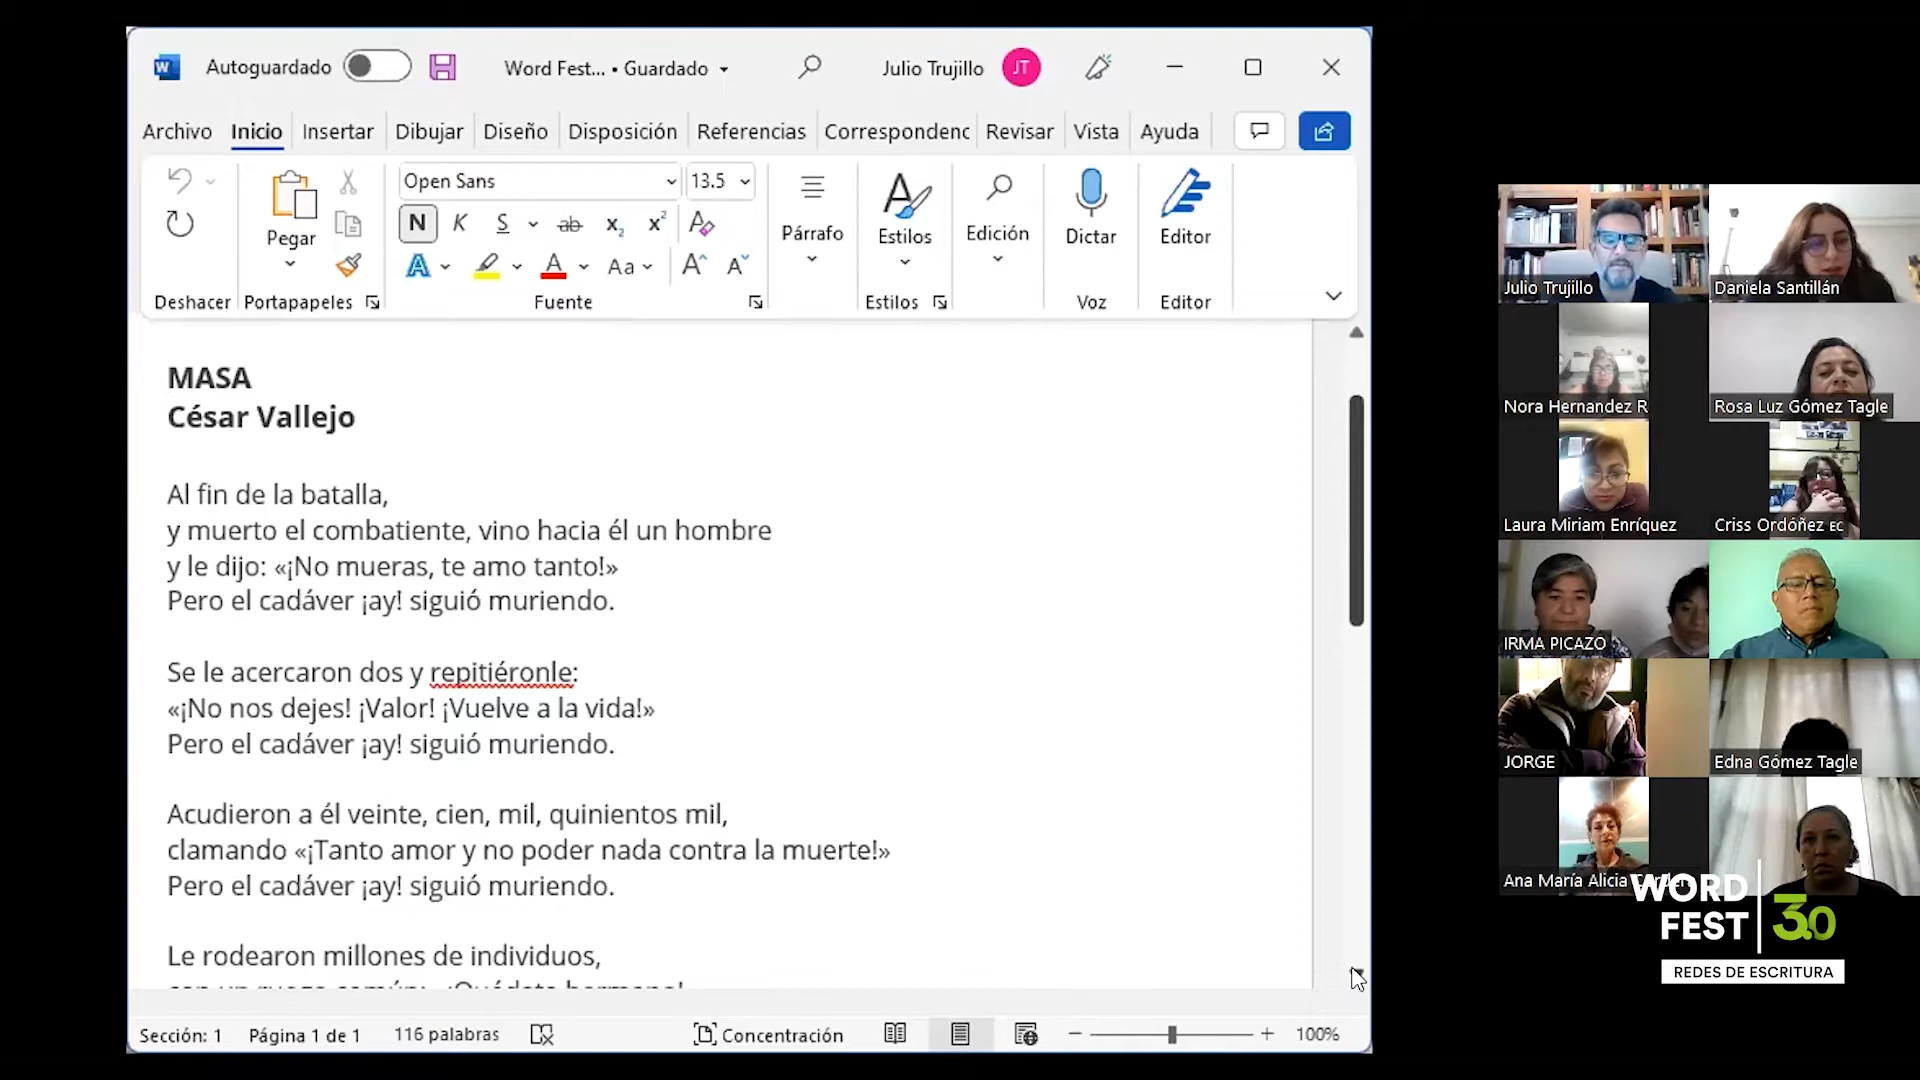 Autoguardado
Word Fest... • Guardado
Julio Trujillo
JT
Archivo
Inicio
Insertar
Dibujar
Diseño
Disposición
Referencias
Correspondenc
Revisar
Vista
Ayuda
Open Sans
13.5
Pegar
N K S ab x₂ x²
A A Aa A A
Párrafo
Estilos
Edición
Dictar
Editor
Deshacer
Portapapeles
Fuente
Estilos
Voz
Editor
MASA
César Vallejo
Al fin de la batalla,
y muerto el combatiente, vino hacia él un hombre
y le dijo: «¡No mueras, te amo tanto!»
Pero el cadáver ¡ay! siguió muriendo.
Se le acercaron dos y repitiéronle:
«¡No nos dejes! ¡Valor! ¡Vuelve a la vida!»
Pero el cadáver ¡ay! siguió muriendo.
Acudieron a él veinte, cien, mil, quinientos mil,
clamando «¡Tanto amor y no poder nada contra la muerte!»
Pero el cadáver ¡ay! siguió muriendo.
Le rodearon millones de individuos,
Sección: 1
Página 1 de 1
116 palabras
Concentración
100%
Julio Trujillo
Daniela Santillán
Nora Hernandez R
Rosa Luz Gómez Tagle
Laura Miriam Enríquez
Criss Ordóñez EC
IRMA PICAZO
JORGE
Edna Gómez Tagle
Ana María Alicia
WORD
FEST
3.0
REDES DE ESCRITURA